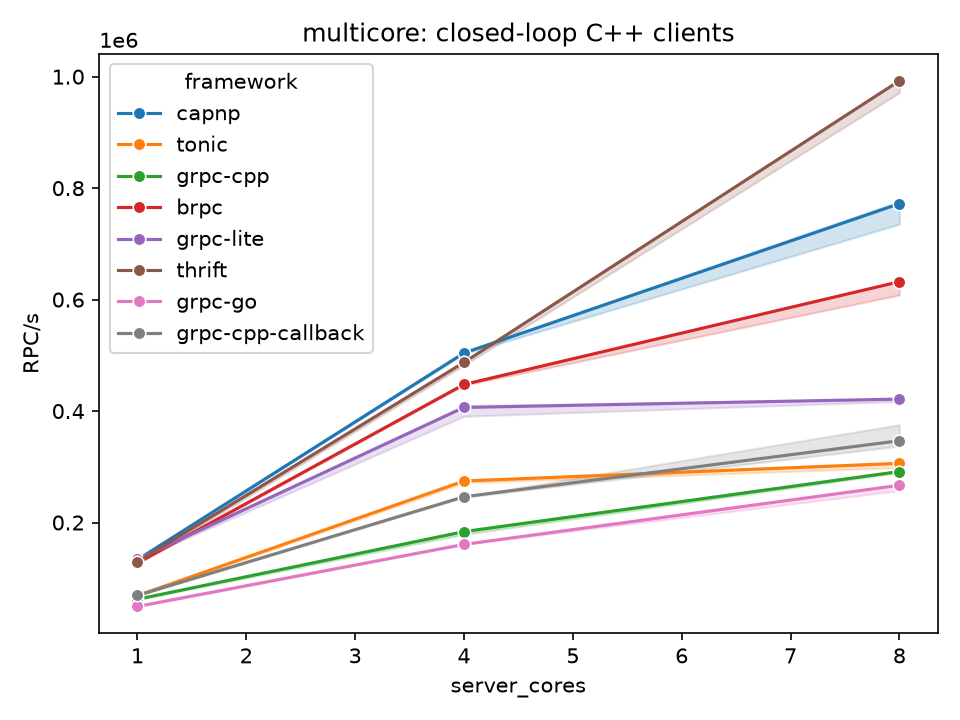 multicore: closed-loop C++ clients
1e6
framework
capnp
tonic
grpc-cpp
brpc
grpc-lite
thrift
grpc-go
grpc-cpp-callback
RPC/s
1.0
0.8
0.6
0.4
0.2
1 2 3 4 5 6 7 8
server_cores